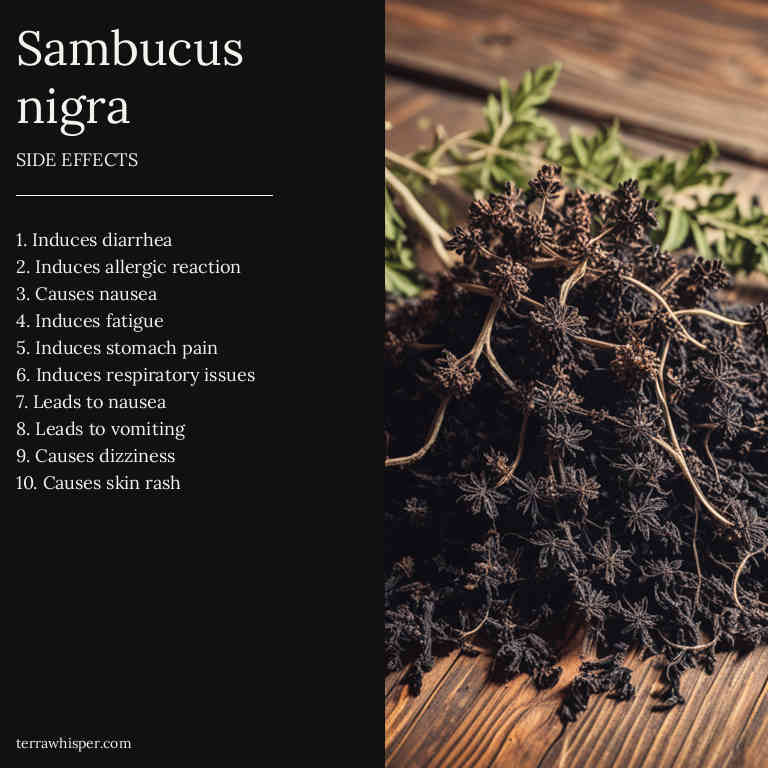 Sambucus
nigra
SIDE EFFECTS
1. Induces diarrhea
2. Induces allergic reaction
3. Causes nausea
4. Induces fatigue
5. Induces stomach pain
6. Induces respiratory issues
7. Leads to nausea
8. Leads to vomiting
9. Causes dizziness
10. Causes skin rash
terrawhisper.com